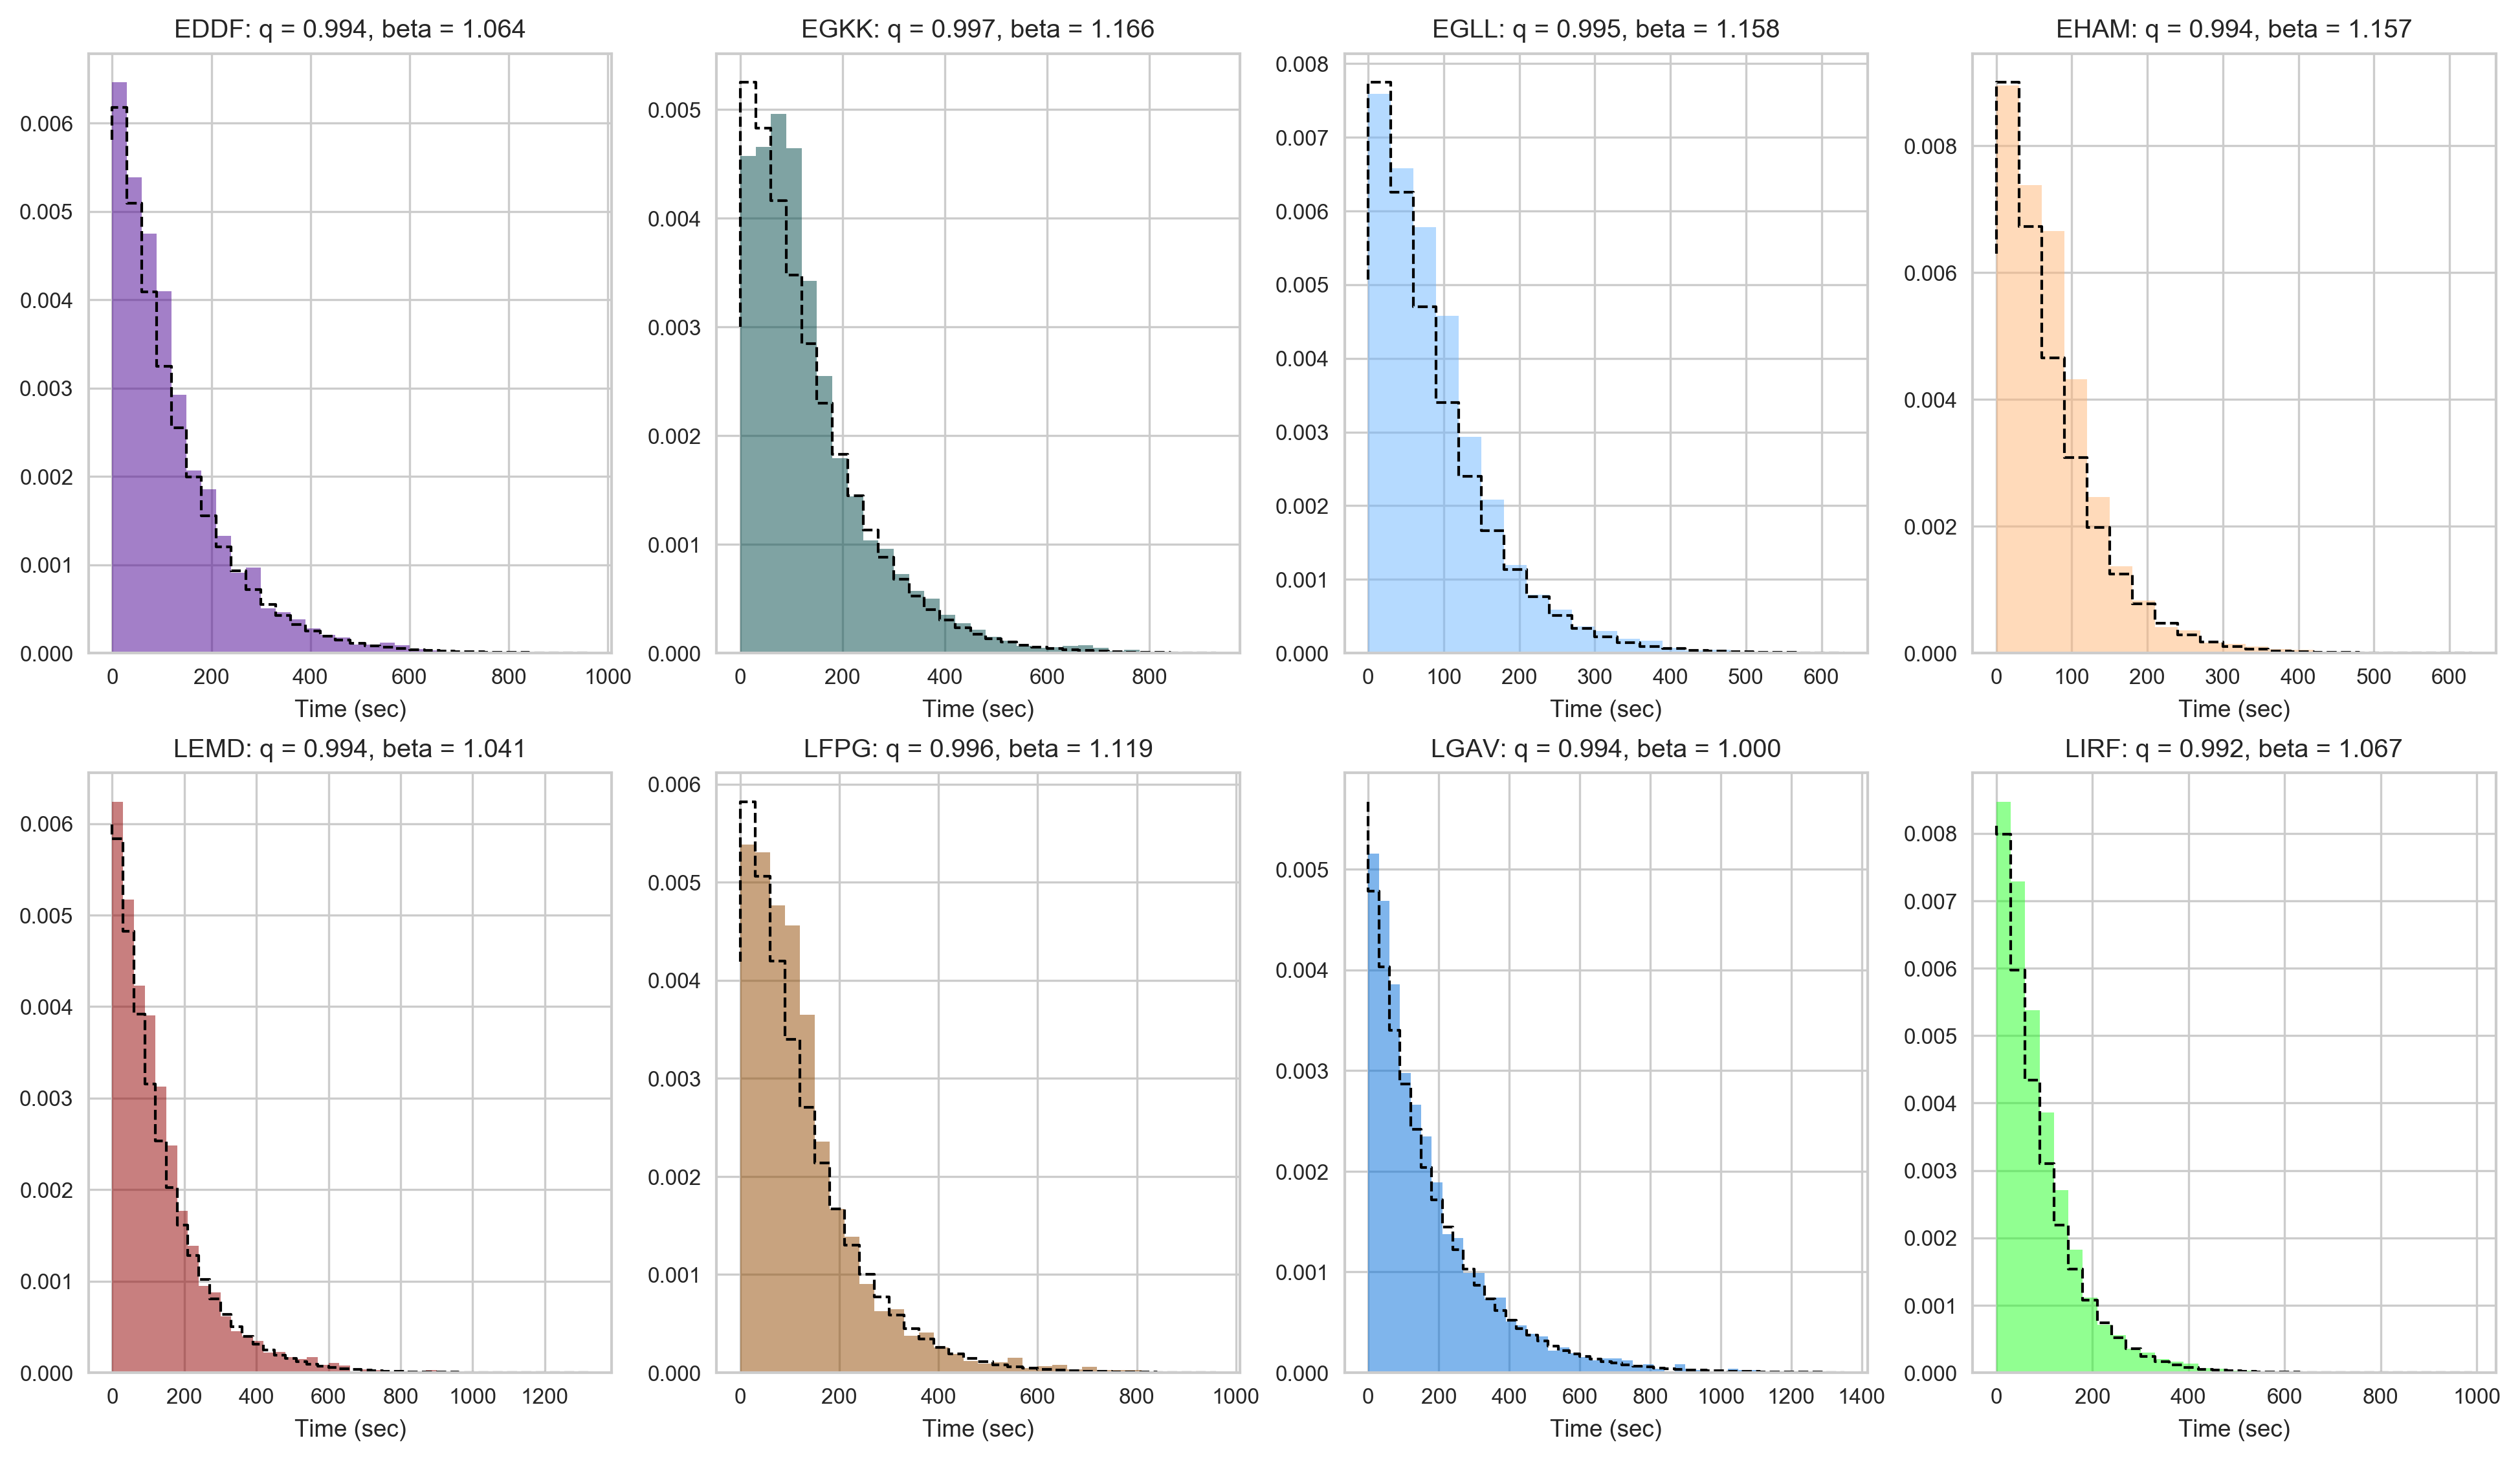 EDDF: q = 0.994, beta = 1.064
0.006
0.005
0.004
0.003
0.002
0.001
0.000
0 200 400 600 800 1000
Time (sec)
EGKK: q = 0.997, beta = 1.166
0.005
0.004
0.003
0.002
0.001
0.000
0 200 400 600 800
Time (sec)
EGLL: q = 0.995, beta = 1.158
0.008
0.007
0.006
0.005
0.004
0.003
0.002
0.001
0.000
0 100 200 300 400 500 600
Time (sec)
EHAM: q = 0.994, beta = 1.157
0.008
0.006
0.004
0.002
0.000
0 100 200 300 400 500 600
Time (sec)
LEMD: q = 0.994, beta = 1.041
0.006
0.005
0.004
0.003
0.002
0.001
0.000
0 200 400 600 800 1000 1200
Time (sec)
LFPG: q = 0.996, beta = 1.119
0.006
0.005
0.004
0.003
0.002
0.001
0.000
0 200 400 600 800 1000
Time (sec)
LGAV: q = 0.994, beta = 1.000
0.005
0.004
0.003
0.002
0.001
0.000
0 200 400 600 800 1000 1200 1400
Time (sec)
LIRF: q = 0.992, beta = 1.067
0.008
0.007
0.006
0.005
0.004
0.003
0.002
0.001
0.000
0 200 400 600 800 1000
Time (sec)